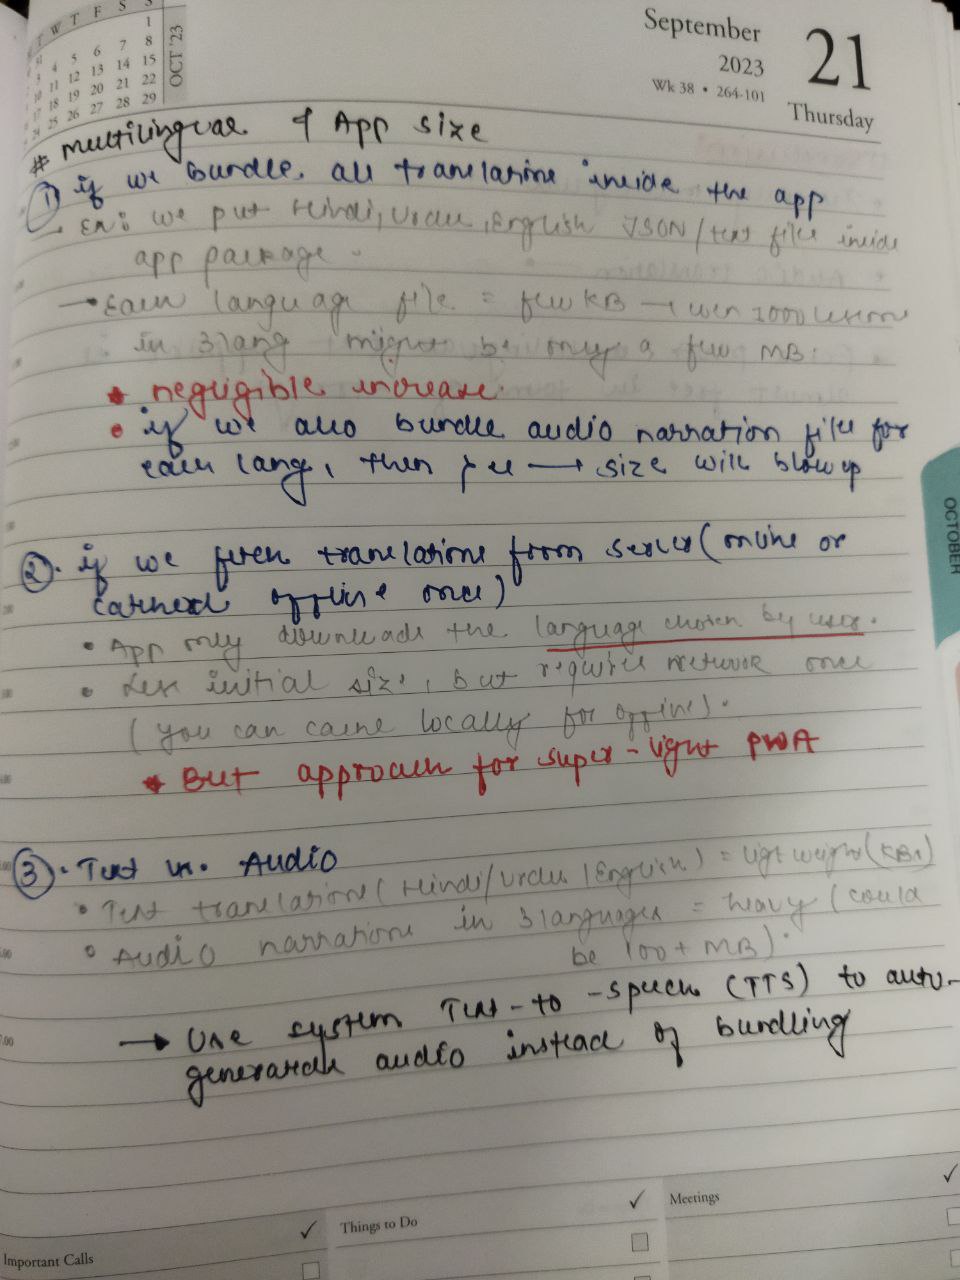 T W T F S S
1
4 5 6 7 8
11 12 13 14 15
18 19 20 21 22
25 26 27 28 29
OCT '23
September
2023
Wk 38 • 264-101
21
Thursday
# Multilingual & App size
1) if we bundle all translations inside the app
Ex: we put Hindi, Urdu, English JSON/text files inside
app package.
→ Each language file = few KB → even 1000 lessons
in 3 lang might be only a few MB.
* negligible increase.
• if we also bundle audio narration files for
each lang, then yes → size will blow up
2. if we fetch translations from server (online or
cached offline once)
• App only downloads the language chosen by user.
• Less initial size, but requires network once
(you can cache locally for offline).
* Best approach for super-light PWA
3. Text vs. Audio
• Text translations (Hindi/Urdu/English) = light weight (KBs)
• Audio narrations in 3 languages = heavy (could
be 100+ MB).
→ Use system Text-to-speech (TTS) to auto-
generate audio instead of bundling
OCTOBER
Important Calls ✓
Things to Do ✓
Meetings ✓